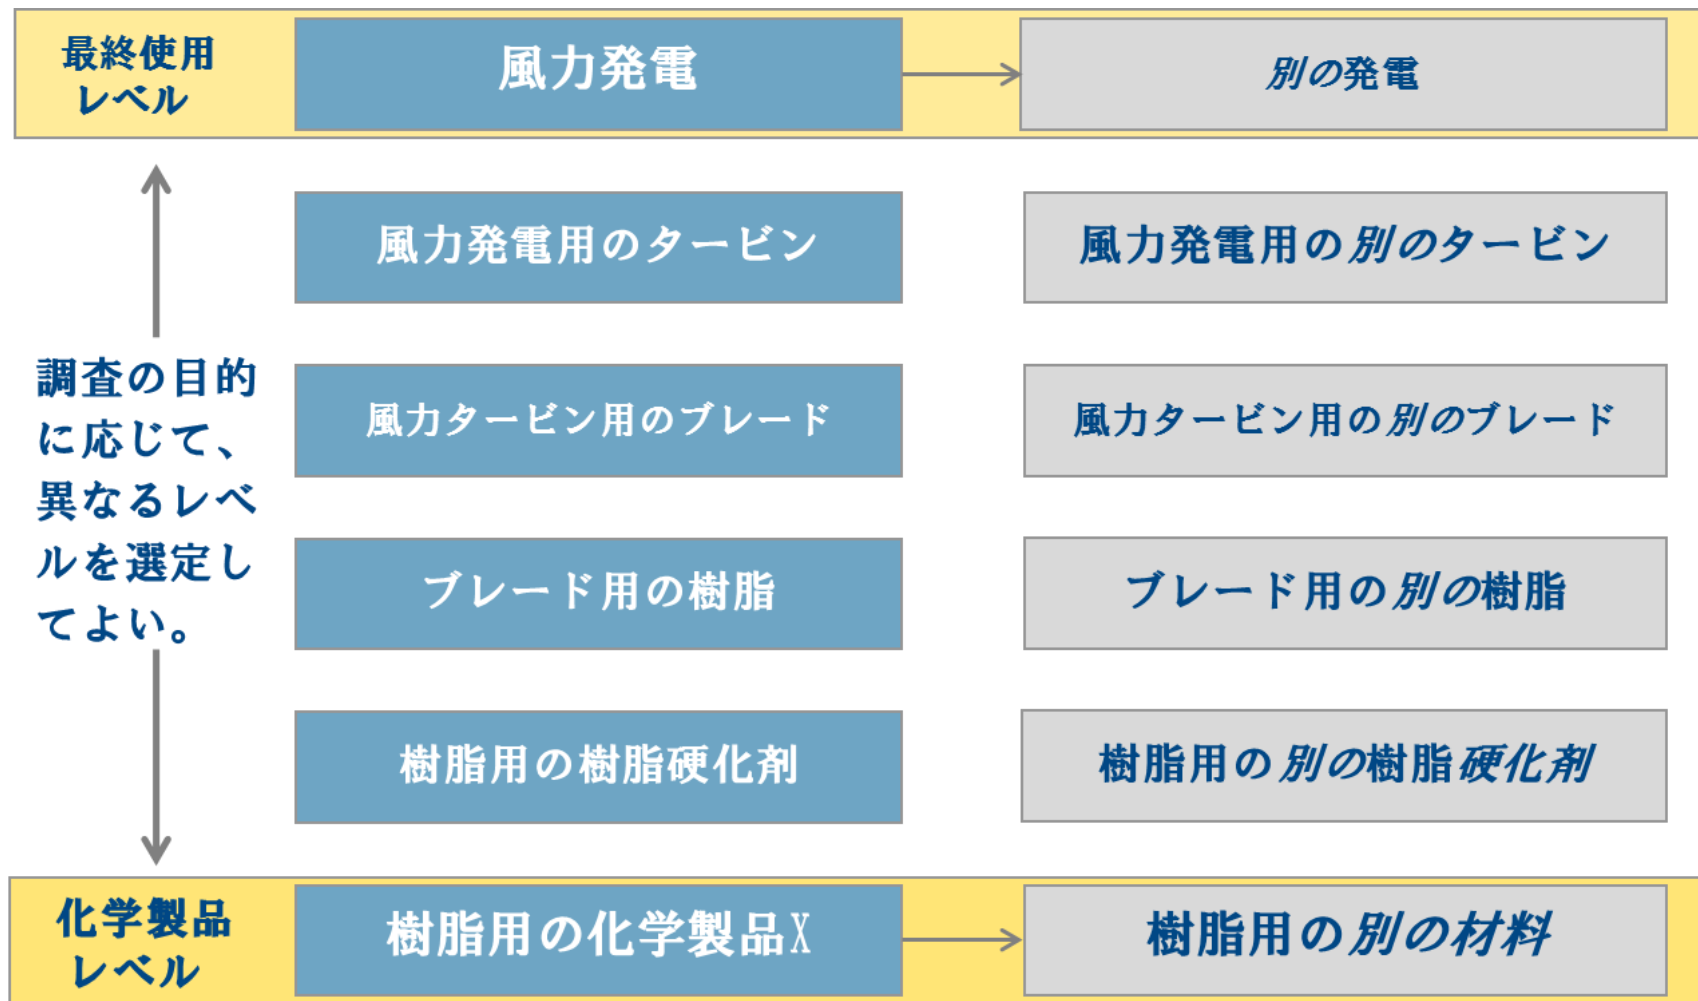 最終使用
レベル
風力発電
別の発電
風力発電用のタービン
風力発電用の別のタービン
調査の目的
に応じて、
異なるレベ
ルを選定し
てよい。
風力タービン用のブレード
風力タービン用の別のブレード
ブレード用の樹脂
ブレード用の別の樹脂
樹脂用の樹脂硬化剤
樹脂用の別の樹脂硬化剤
化学製品
レベル
樹脂用の化学製品X
樹脂用の別の材料